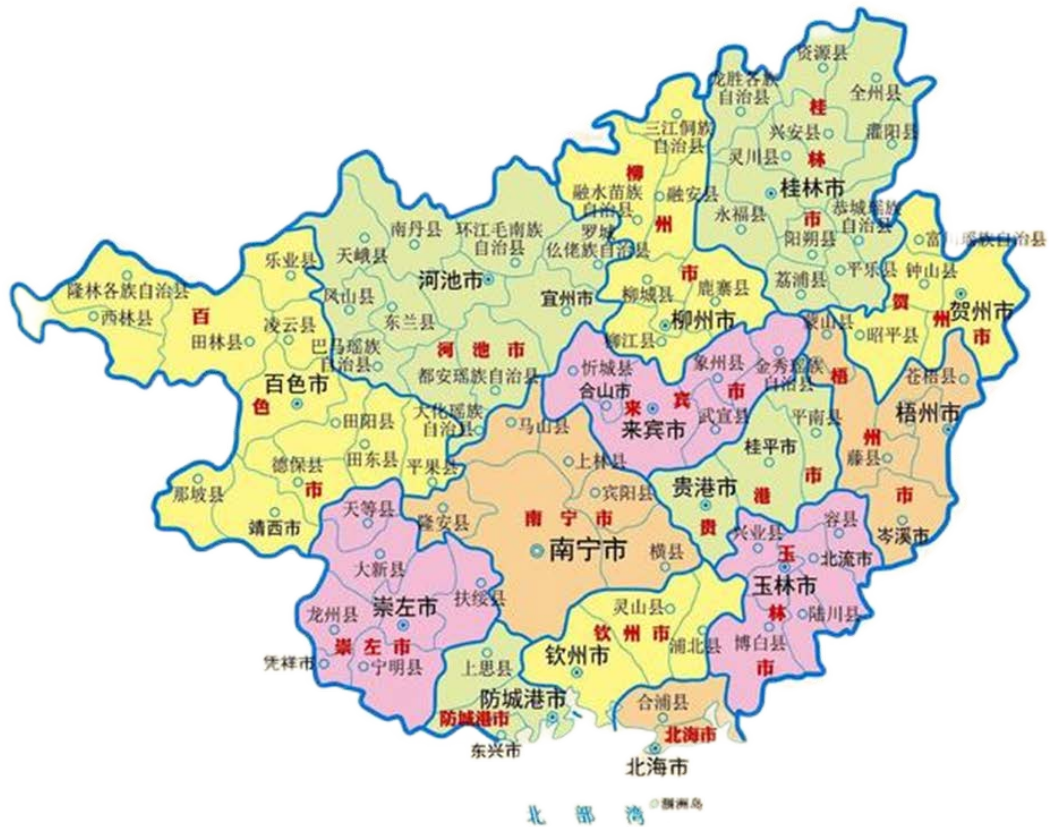 资源县
龙胜各族
自治县
全州县
桂
兴安县
灌阳县
三江侗族
自治县
灵川县
林
桂林市
柳
融水苗族
自治县
融安县
永福县
市
恭城瑶族
自治县
州
罗城
仫佬族自治县
阳朔县
南丹县
环江毛南族
自治县
天峨县
乐业县
河池市
宜州市
市
柳城县
鹿寨县
荔浦县
平乐县
富川瑶族自治县
钟山县
贺
州
市
贺州市
隆林各族自治县
西林县
百
田林县
凌云县
凤山县
东兰县
巴马瑶族
自治县
河池市
都安瑶族自治县
柳州市
柳江县
蒙山县
昭平县
百色市
色
忻城县
合山市
来
宾
市
来宾市
象州县
金秀瑶族
自治县
武宣县
梧
苍梧县
梧州市
田阳县
大化瑶族
自治县
马山县
平南县
桂平市
州
藤县
德保县
田东县
平果县
上林县
那坡县
市
靖西市
宾阳县
贵港市
港
市
贵
市
岑溪市
天等县
隆安县
南宁市
南宁市
横县
兴业县
容县
玉
北流市
玉林市
大新县
崇左市
扶绥县
龙州县
灵山县
林
陆川县
崇左市
钦州市
浦北县
博白县
市
凭祥市
宁明县
上思县
钦州市
防城港市
防城港市
合浦县
北海市
东兴市
北海市
涠洲岛
北部湾